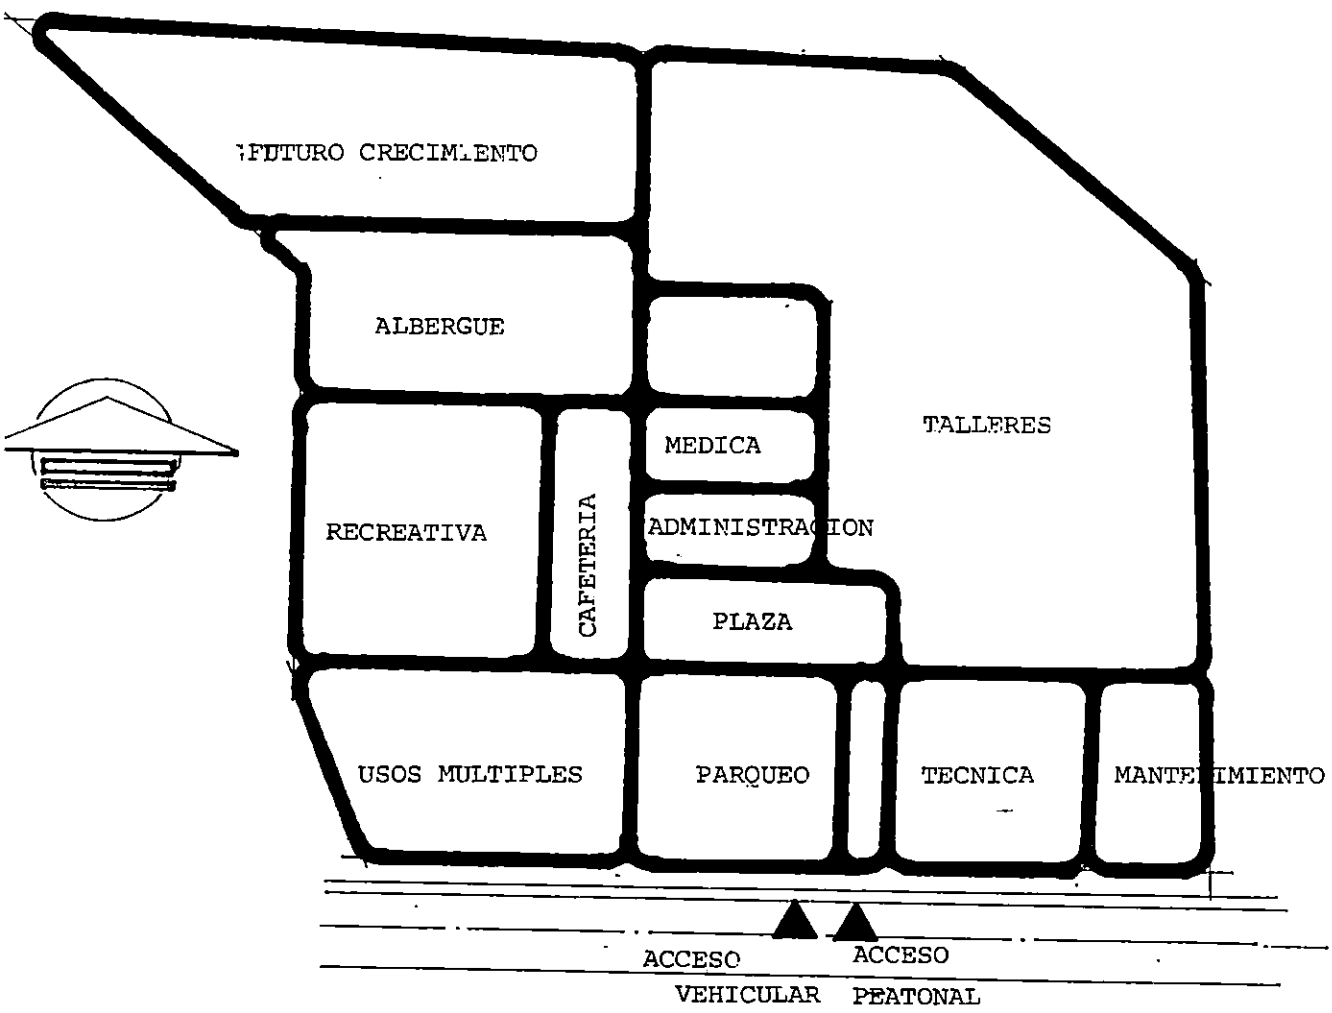 FUTURO CRECIMIENTO
ALBERGUE
TALLERES
MEDICA
RECREATIVA
CAFETERIA
ADMINISTRACION
PLAZA
USOS MULTIPLES
PARQUEO
TECNICA
MANTENIMIENTO
ACCESO
VEHICULAR
ACCESO
PEATONAL